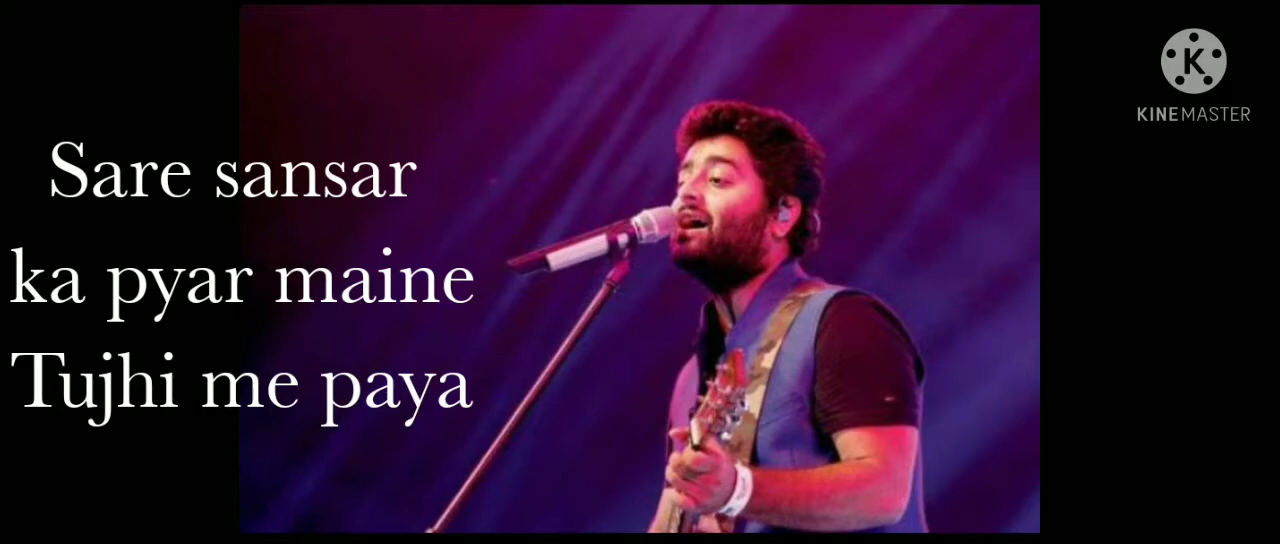 Sare sansar
ka pyar maine
Tujhi me paya
K
KINEMASTER